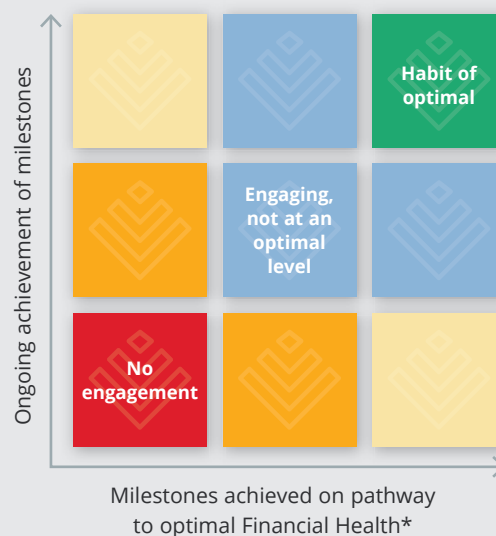 Ongoing achievement of milestones
Habit of
optimal
Engaging,
not at an
optimal
level
No
engagement
Milestones achieved on pathway
to optimal Financial Health*